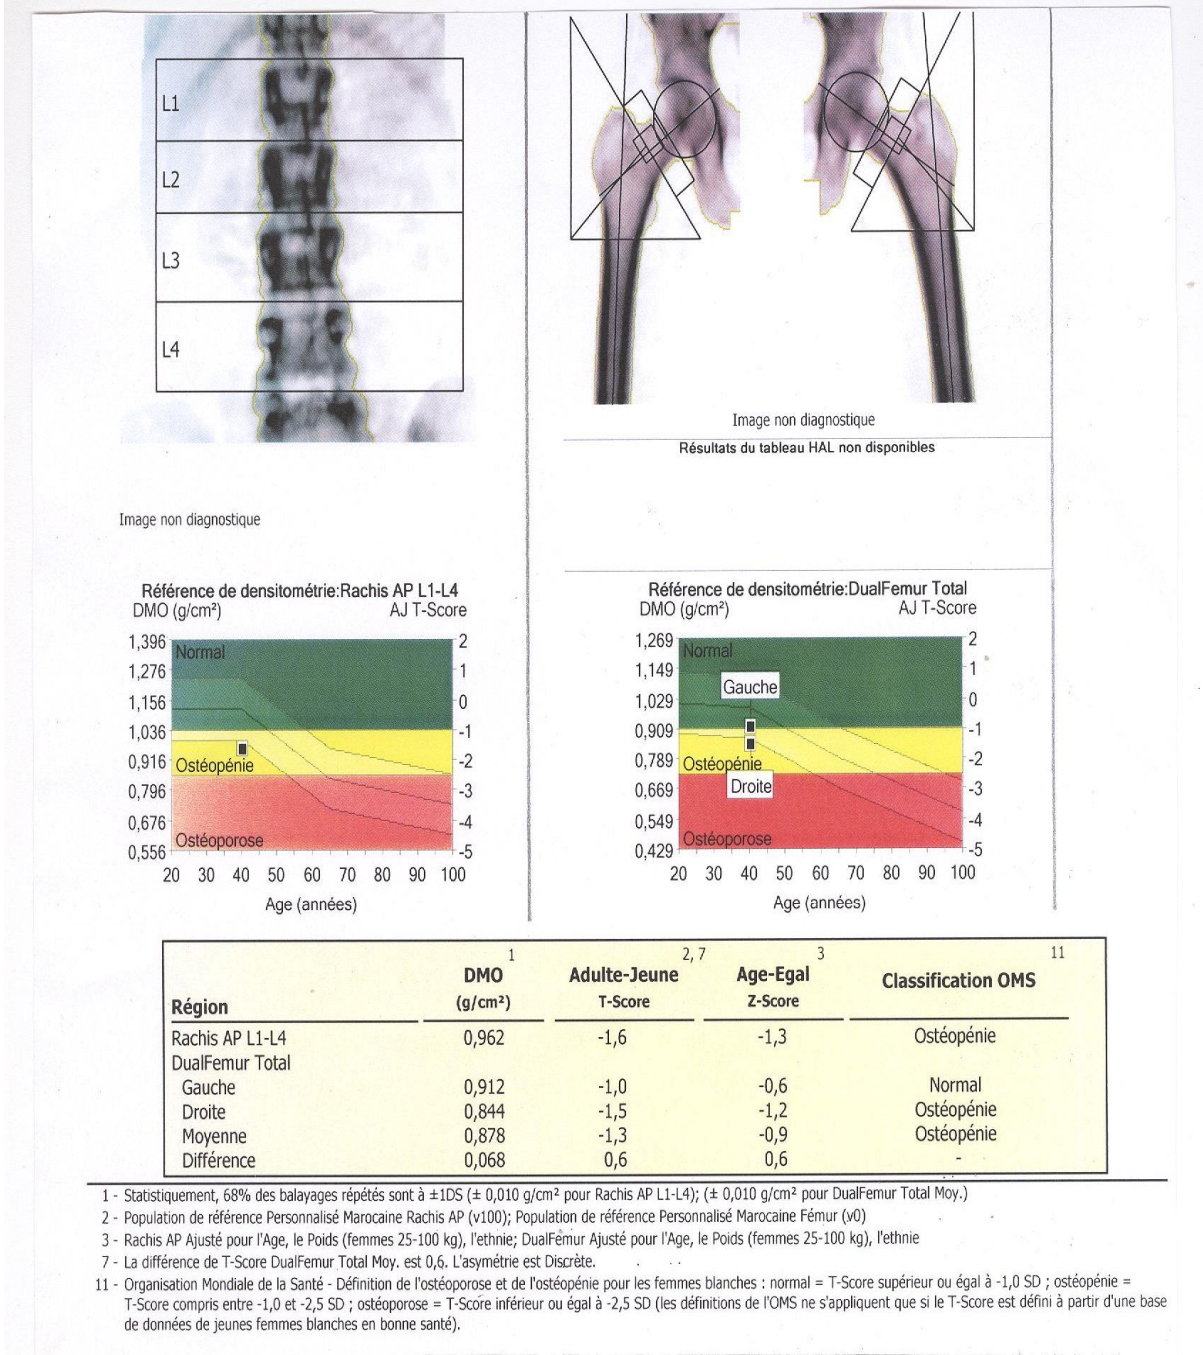 L1
L2
L3
L4
Image non diagnostique
Image non diagnostique
Résultats du tableau HAL non disponibles
Référence de densitométrie:Rachis AP L1-L4
DMO (g/cm²) AJ T-Score
1,396 2
1,276 1
1,156 0
1,036 -1
0,916 -2
0,796 -3
0,676 -4
0,556 -5
Normal
Ostéopénie
Ostéoporose
20 30 40 50 60 70 80 90 100
Age (années)
Référence de densitométrie:DualFemur Total
DMO (g/cm²) AJ T-Score
1,269 2
1,149 1
1,029 0
0,909 -1
0,789 -2
0,669 -3
0,549 -4
0,429 -5
Normal
Gauche
Ostéopénie
Droite
Ostéoporose
20 30 40 50 60 70 80 90 100
Age (années)
1 2, 7 3 11
DMO Adulte-Jeune Age-Egal Classification OMS
Région (g/cm²) T-Score Z-Score
Rachis AP L1-L4 0,962 -1,6 -1,3 Ostéopénie
DualFemur Total
Gauche 0,912 -1,0 -0,6 Normal
Droite 0,844 -1,5 -1,2 Ostéopénie
Moyenne 0,878 -1,3 -0,9 Ostéopénie
Différence 0,068 0,6 0,6 -
1 - Statistiquement, 68% des balayages répétés sont à ±1DS (± 0,010 g/cm² pour Rachis AP L1-L4); (± 0,010 g/cm² pour DualFemur Total Moy.)
2 - Population de référence Personnalisé Marocaine Rachis AP (v100); Population de référence Personnalisé Marocaine Fémur (v0)
3 - Rachis AP Ajusté pour l'Age, le Poids (femmes 25-100 kg), l'ethnie; DualFemur Ajusté pour l'Age, le Poids (femmes 25-100 kg), l'ethnie
7 - La différence de T-Score DualFemur Total Moy. est 0,6. L'asymétrie est Discrète.
11 - Organisation Mondiale de la Santé - Définition de l'ostéoporose et de l'ostéopénie pour les femmes blanches : normal = T-Score supérieur ou égal à -1,0 SD ; ostéopénie =
T-Score compris entre -1,0 et -2,5 SD ; ostéoporose = T-Score inférieur ou égal à -2,5 SD (les définitions de l'OMS ne s'appliquent que si le T-Score est défini à partir d'une base
de données de jeunes femmes blanches en bonne santé).